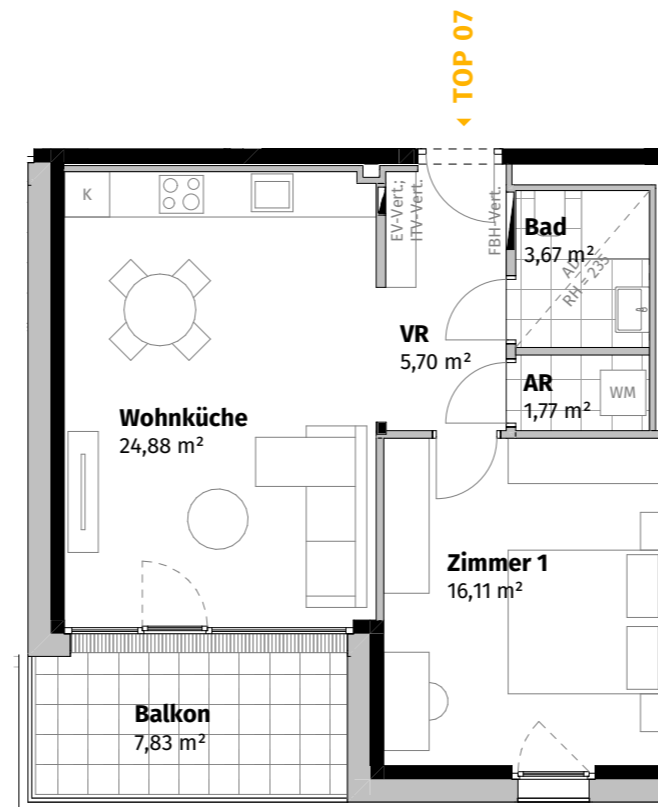 TOP 07
K
EV-Vert.;
ITV-Vert.
FBH-Vert.
Bad
3,67 m²
AD
RH = 235
VR
5,70 m²
AR
1,77 m²
WM
Wohnküche
24,88 m²
Zimmer 1
16,11 m²
Balkon
7,83 m²